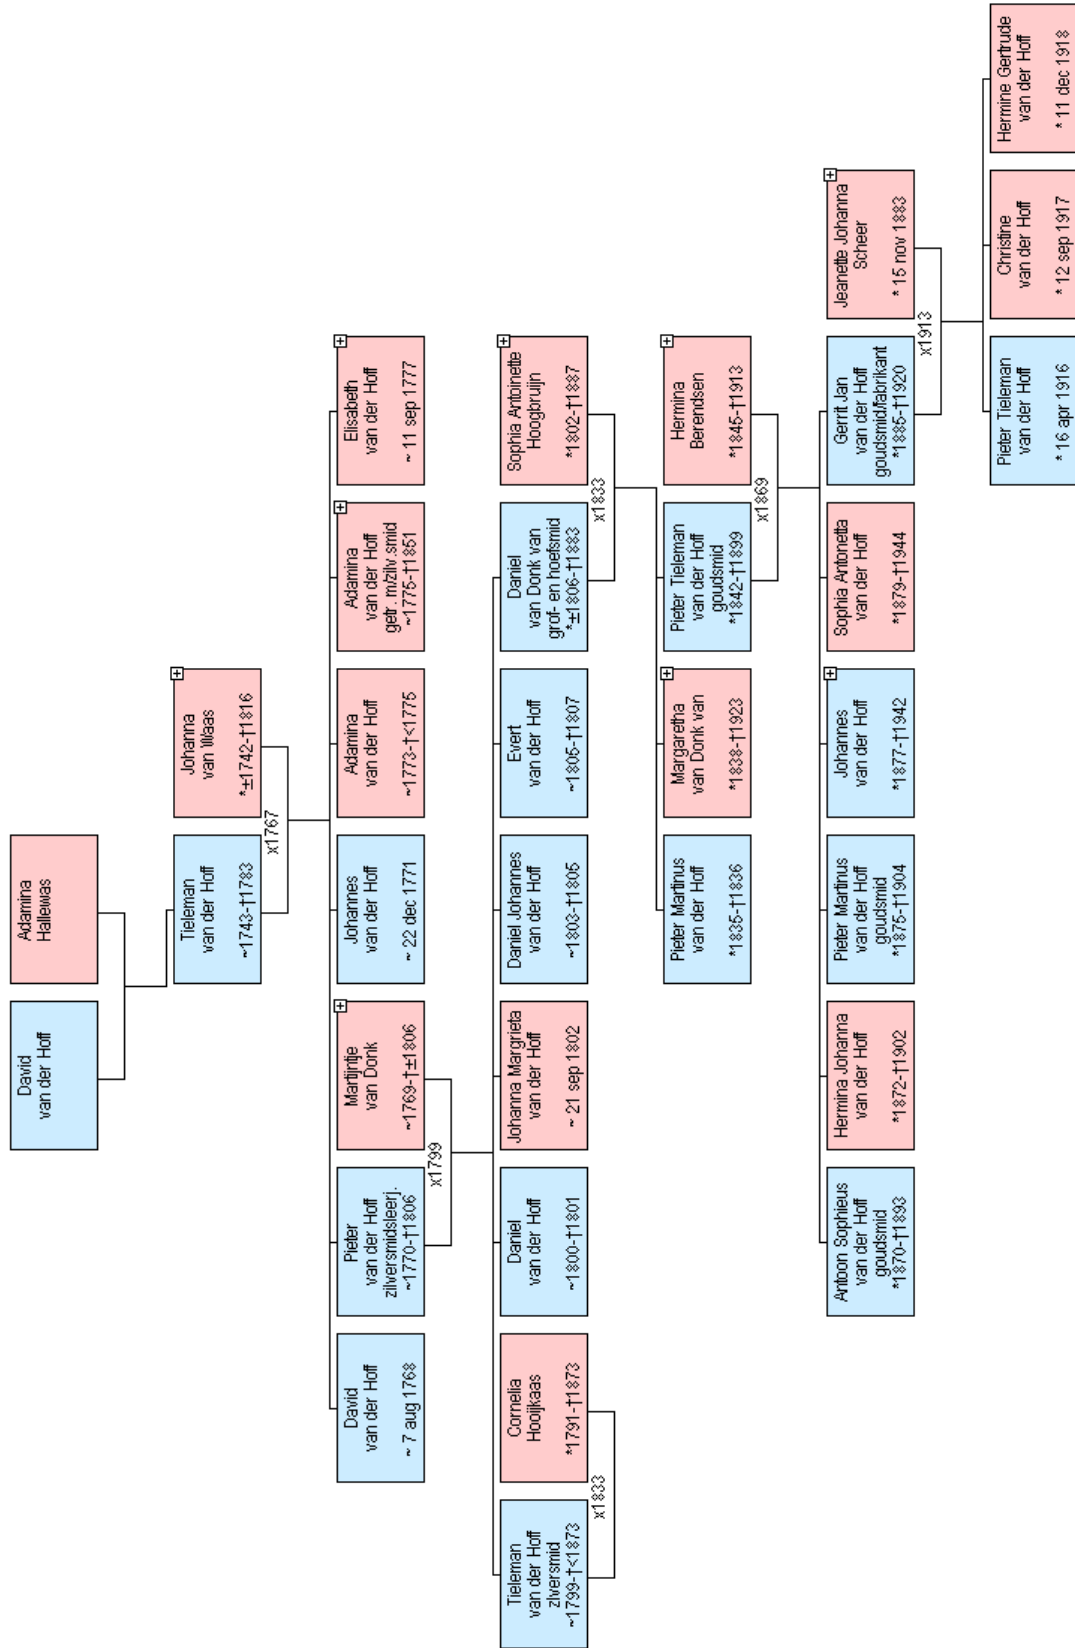 David
van der Hoff
Adamina
Hallewas
Tieleman
van der Hoff
~1743-†1783
Johanna
van Waas
*±1742-†1816
x1767
David
van der Hoff
~ 7 aug 1768
Pieter
van der Hoff
zilversmidsleerj.
~1770-†1806
Martijntje
van Donk
~1769-†±1806
x1799
Johannes
van der Hoff
~ 22 dec 1771
Adamina
van der Hoff
~1773-†<1775
Adamina
van der Hoff
getr. m/zilv.smid
~1775-†1851
Elisabeth
van der Hoff
~ 11 sep 1777
Tieleman
van der Hoff
zlversmid
~1799-†<1873
Cornelia
Hooijkaas
*1791-†1873
x1833
Daniel
van der Hoff
~1800-†1801
Johanna Margrieta
van der Hoff
~ 21 sep 1802
Daniel Johannes
van der Hoff
~1803-†1805
Evert
van der Hoff
~1805-†1807
Daniel
van Donk van
grof- en hoefsmid
*±1806-†1883
Sophia Antoinette
Hoogbruijn
*1802-†1887
x1833
Pieter Martinus
van der Hoff
*1835-†1836
Margaretha
van Donk van
*1838-†1923
Pieter Tieleman
van der Hoff
goudsmid
*1842-†1899
Hermina
Berendsen
*1845-†1913
x1869
Antoon Sophieus
van der Hoff
goudsmid
*1870-†1893
Hermina Johanna
van der Hoff
*1872-†1902
Pieter Martinus
van der Hoff
goudsmid
*1875-†1904
Johannes
van der Hoff
*1877-†1942
Sophia Antonetta
van der Hoff
*1879-†1944
Gerrit Jan
van der Hoff
goudsmid/fabrikant
*1885-†1920
Jeanette Johanna
Scheer
* 15 nov 1883
x1913
Pieter Tieleman
van der Hoff
* 16 apr 1916
Christine
van der Hoff
* 12 sep 1917
Hermine Gertrude
van der Hoff
* 11 dec 1918